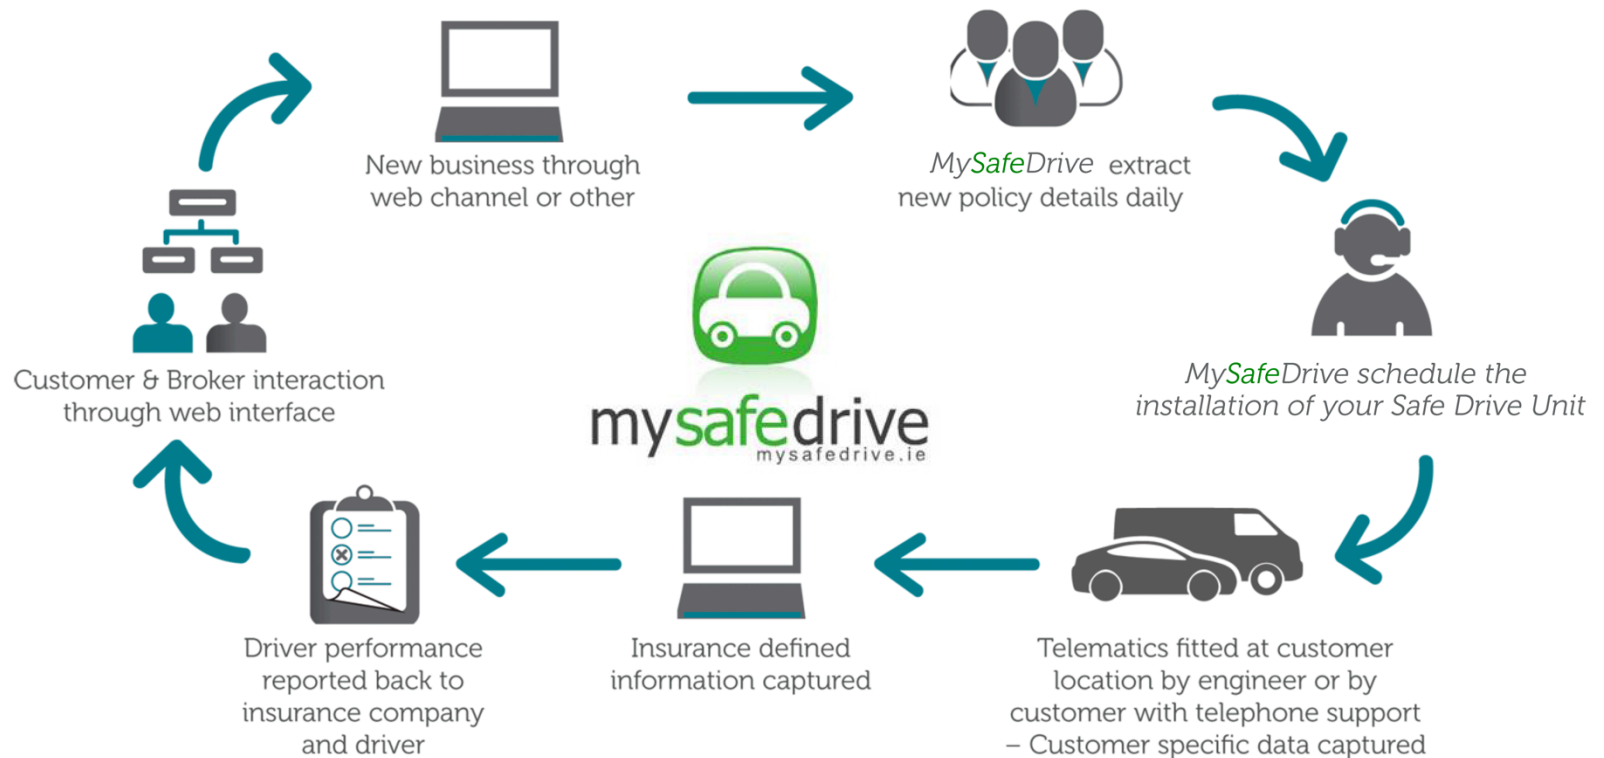 New business through
web channel or other
MySafeDrive extract
new policy details daily
MySafeDrive schedule the
installation of your Safe Drive Unit
Telematics fitted at customer
location by engineer or by
customer with telephone support
– Customer specific data captured
Insurance defined
information captured
Driver performance
reported back to
insurance company
and driver
Customer & Broker interaction
through web interface
mysafedrive
mysafedrive.ie